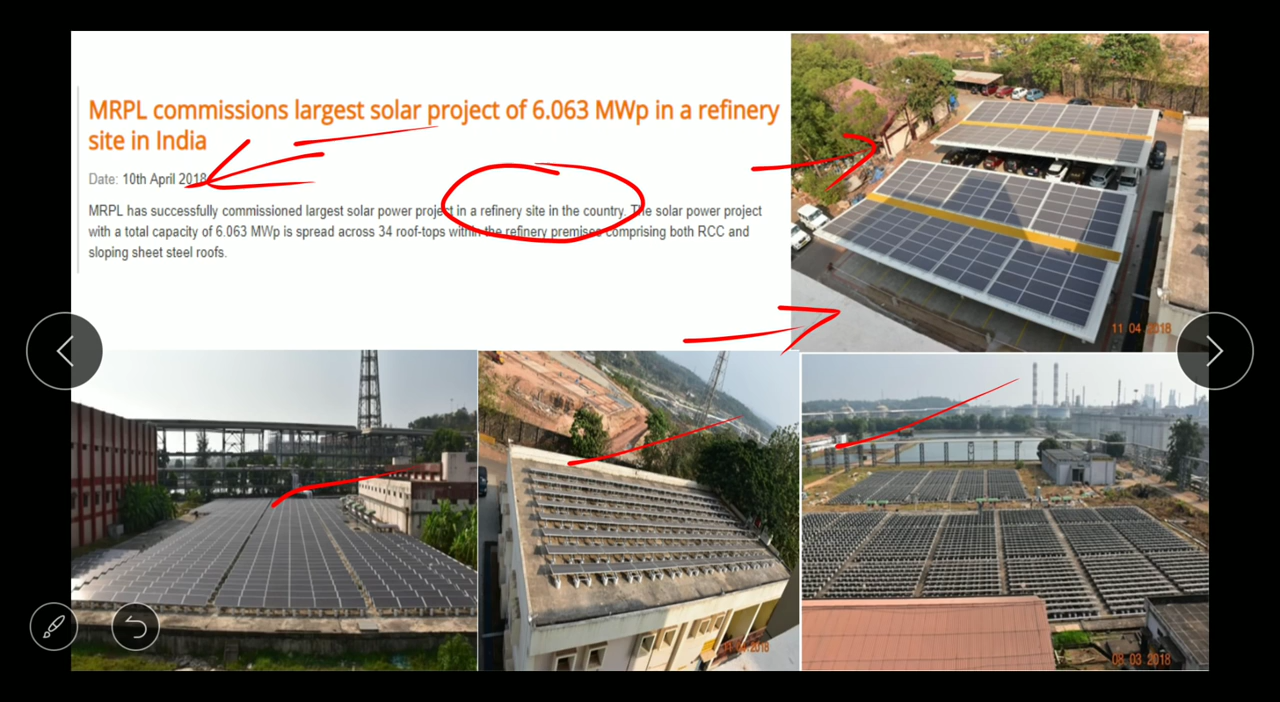 MRPL commissions largest solar project of 6.063 MWp in a refinery
site in India
Date: 10th April 2018
MRPL has successfully commissioned largest solar power project in a refinery site in the country. The solar power project
with a total capacity of 6.063 MWp is spread across 34 roof-tops within the refinery premises comprising both RCC and
sloping sheet steel roofs.
11 04 2018
2018
08 03 2018